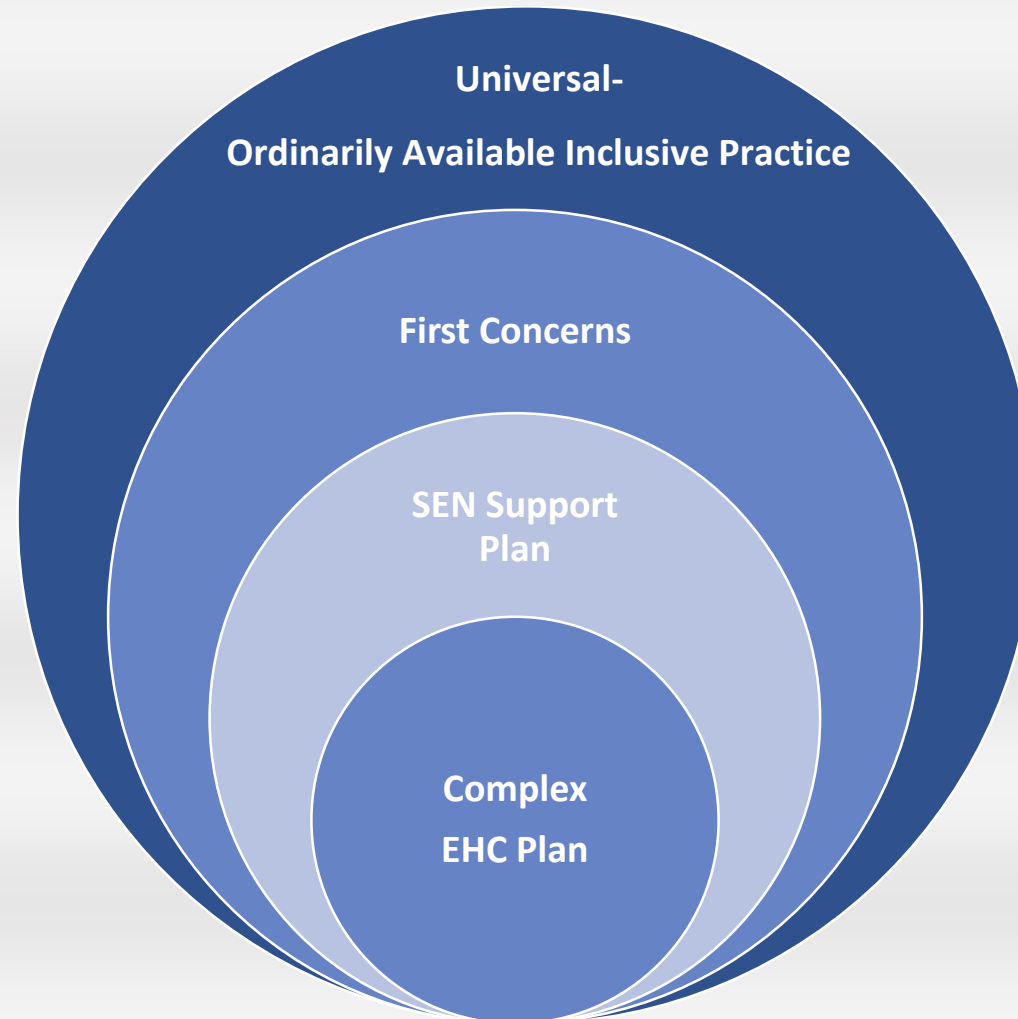 Universal-
Ordinarily Available Inclusive Practice
First Concerns
SEN Support
Plan
Complex
EHC Plan